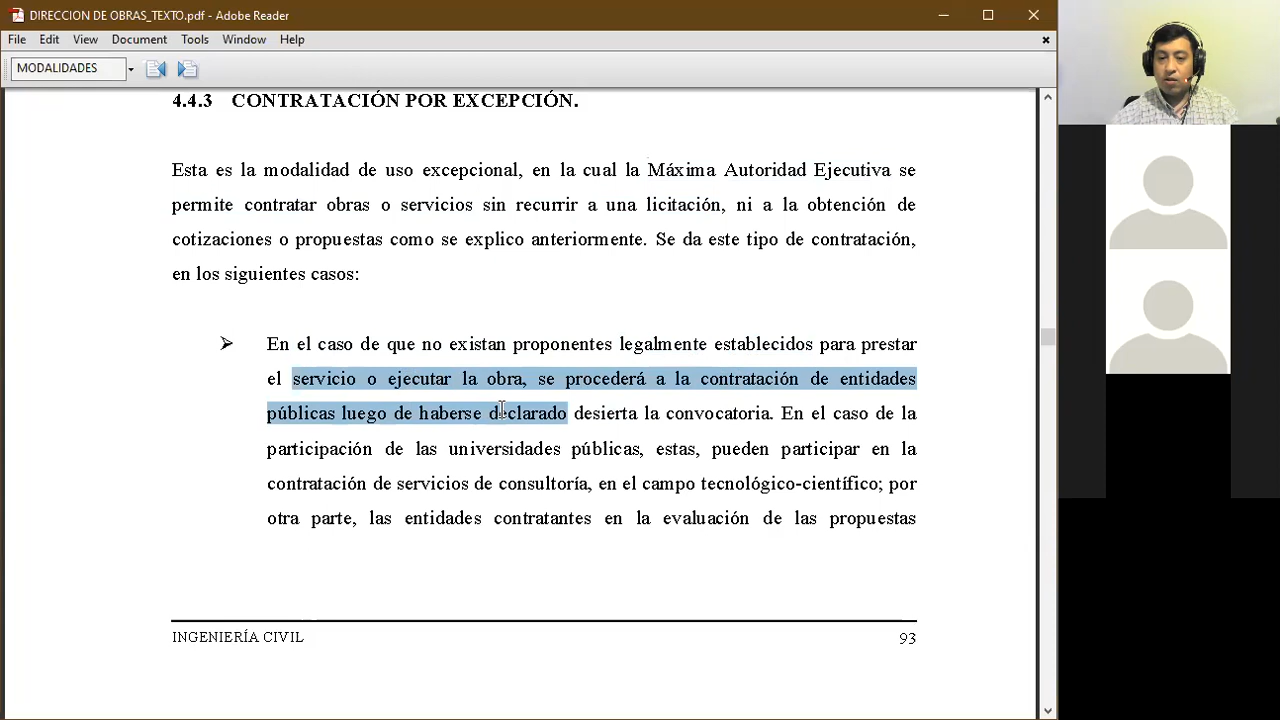 DIRECCION DE OBRAS_TEXTO.pdf - Adobe Reader
File Edit View Document Tools Window Help
MODALIDADES
4.4.3 CONTRATACIÓN POR EXCEPCIÓN.
Esta es la modalidad de uso excepcional, en la cual la Máxima Autoridad Ejecutiva se
permite contratar obras o servicios sin recurrir a una licitación, ni a la obtención de
cotizaciones o propuestas como se explico anteriormente. Se da este tipo de contratación,
en los siguientes casos:
➢ En el caso de que no existan proponentes legalmente establecidos para prestar
el servicio o ejecutar la obra, se procederá a la contratación de entidades
públicas luego de haberse declarado desierta la convocatoria. En el caso de la
participación de las universidades públicas, estas, pueden participar en la
contratación de servicios de consultoría, en el campo tecnológico-científico; por
otra parte, las entidades contratantes en la evaluación de las propuestas
INGENIERÍA CIVIL 93